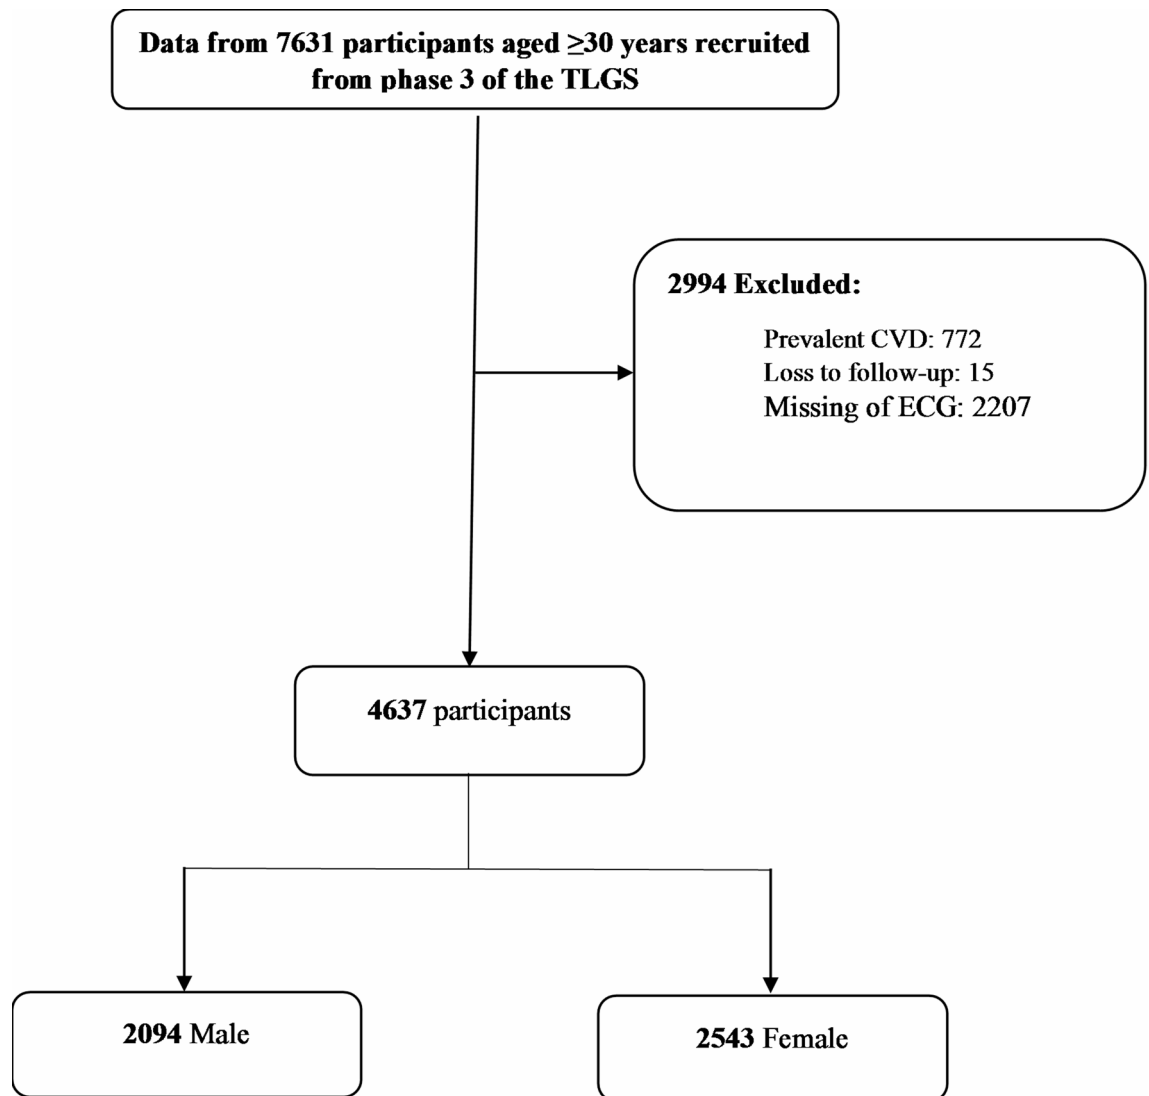 Data from 7631 participants aged ≥30 years recruited
from phase 3 of the TLGS
2994 Excluded:
Prevalent CVD: 772
Loss to follow-up: 15
Missing of ECG: 2207
4637 participants
2094 Male
2543 Female